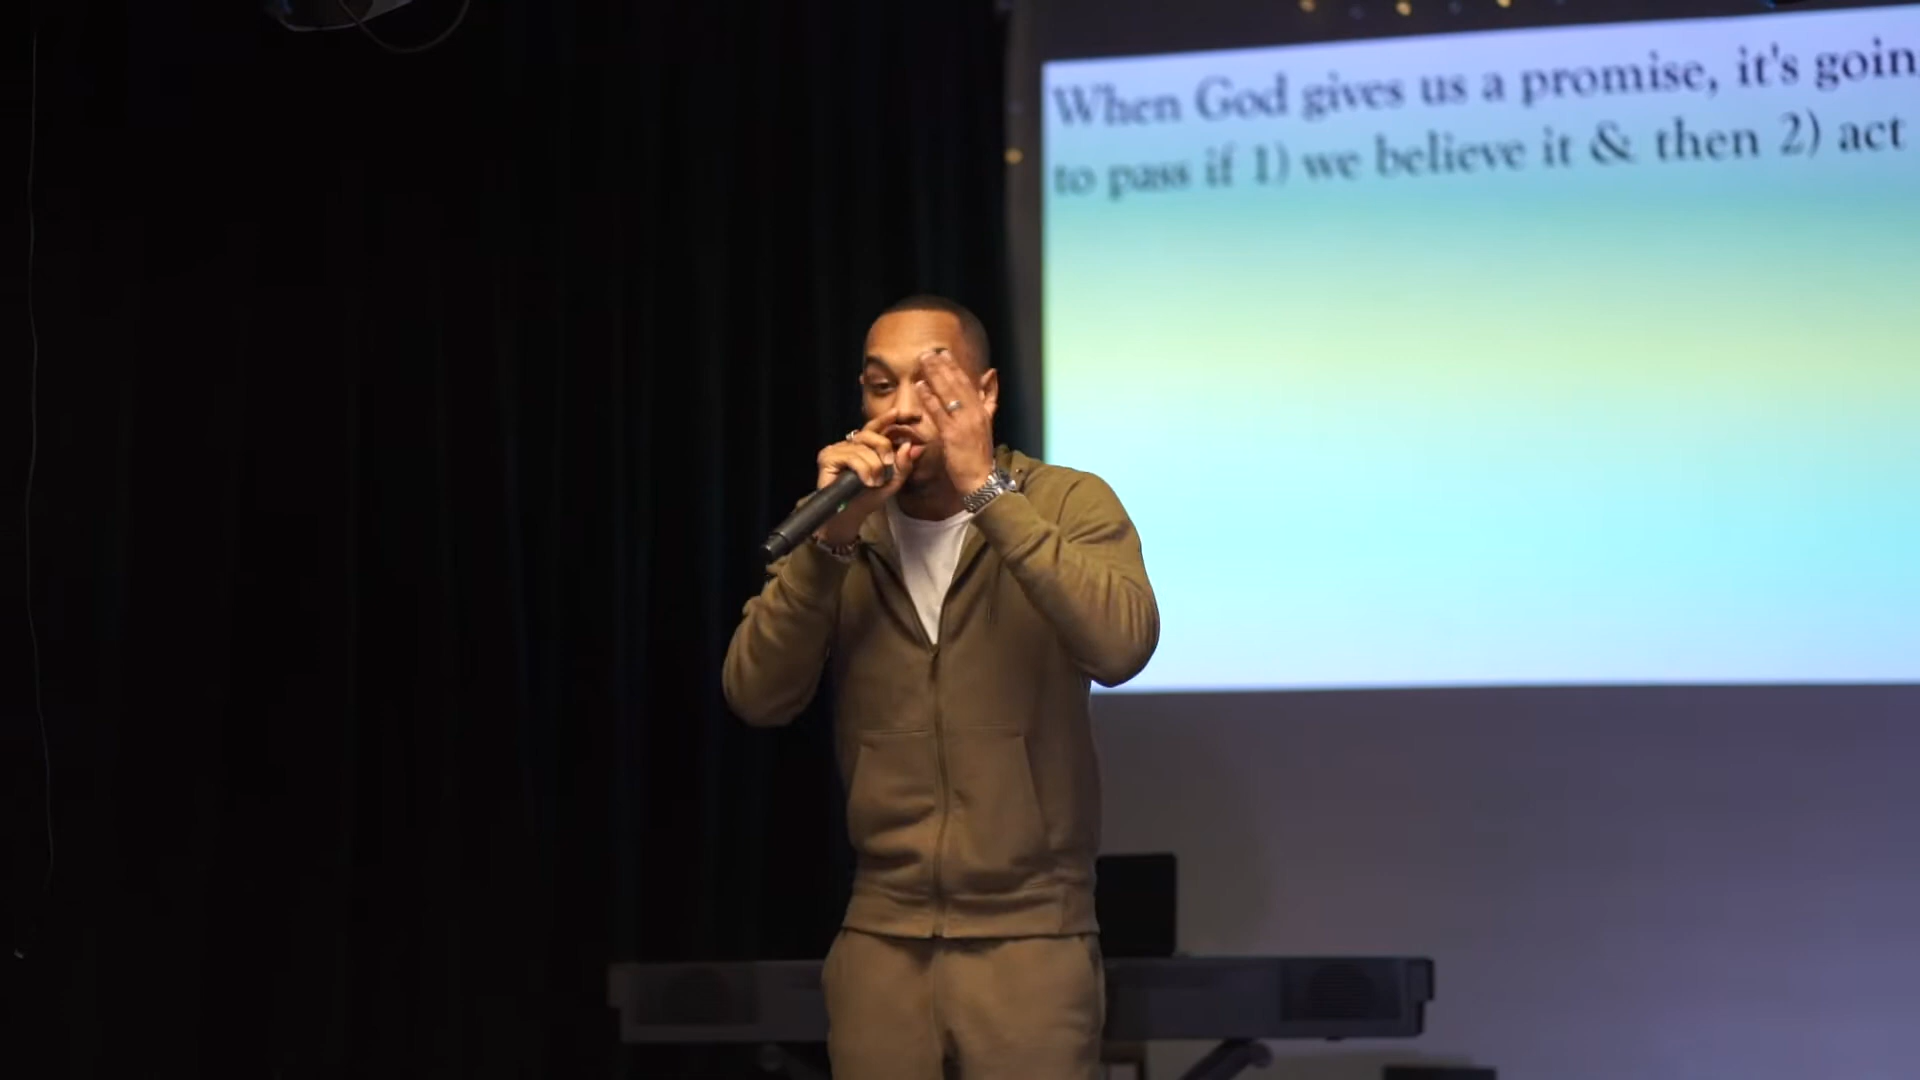 When God gives us a promise, it's goin
to pass if 1) we believe it & then 2) act